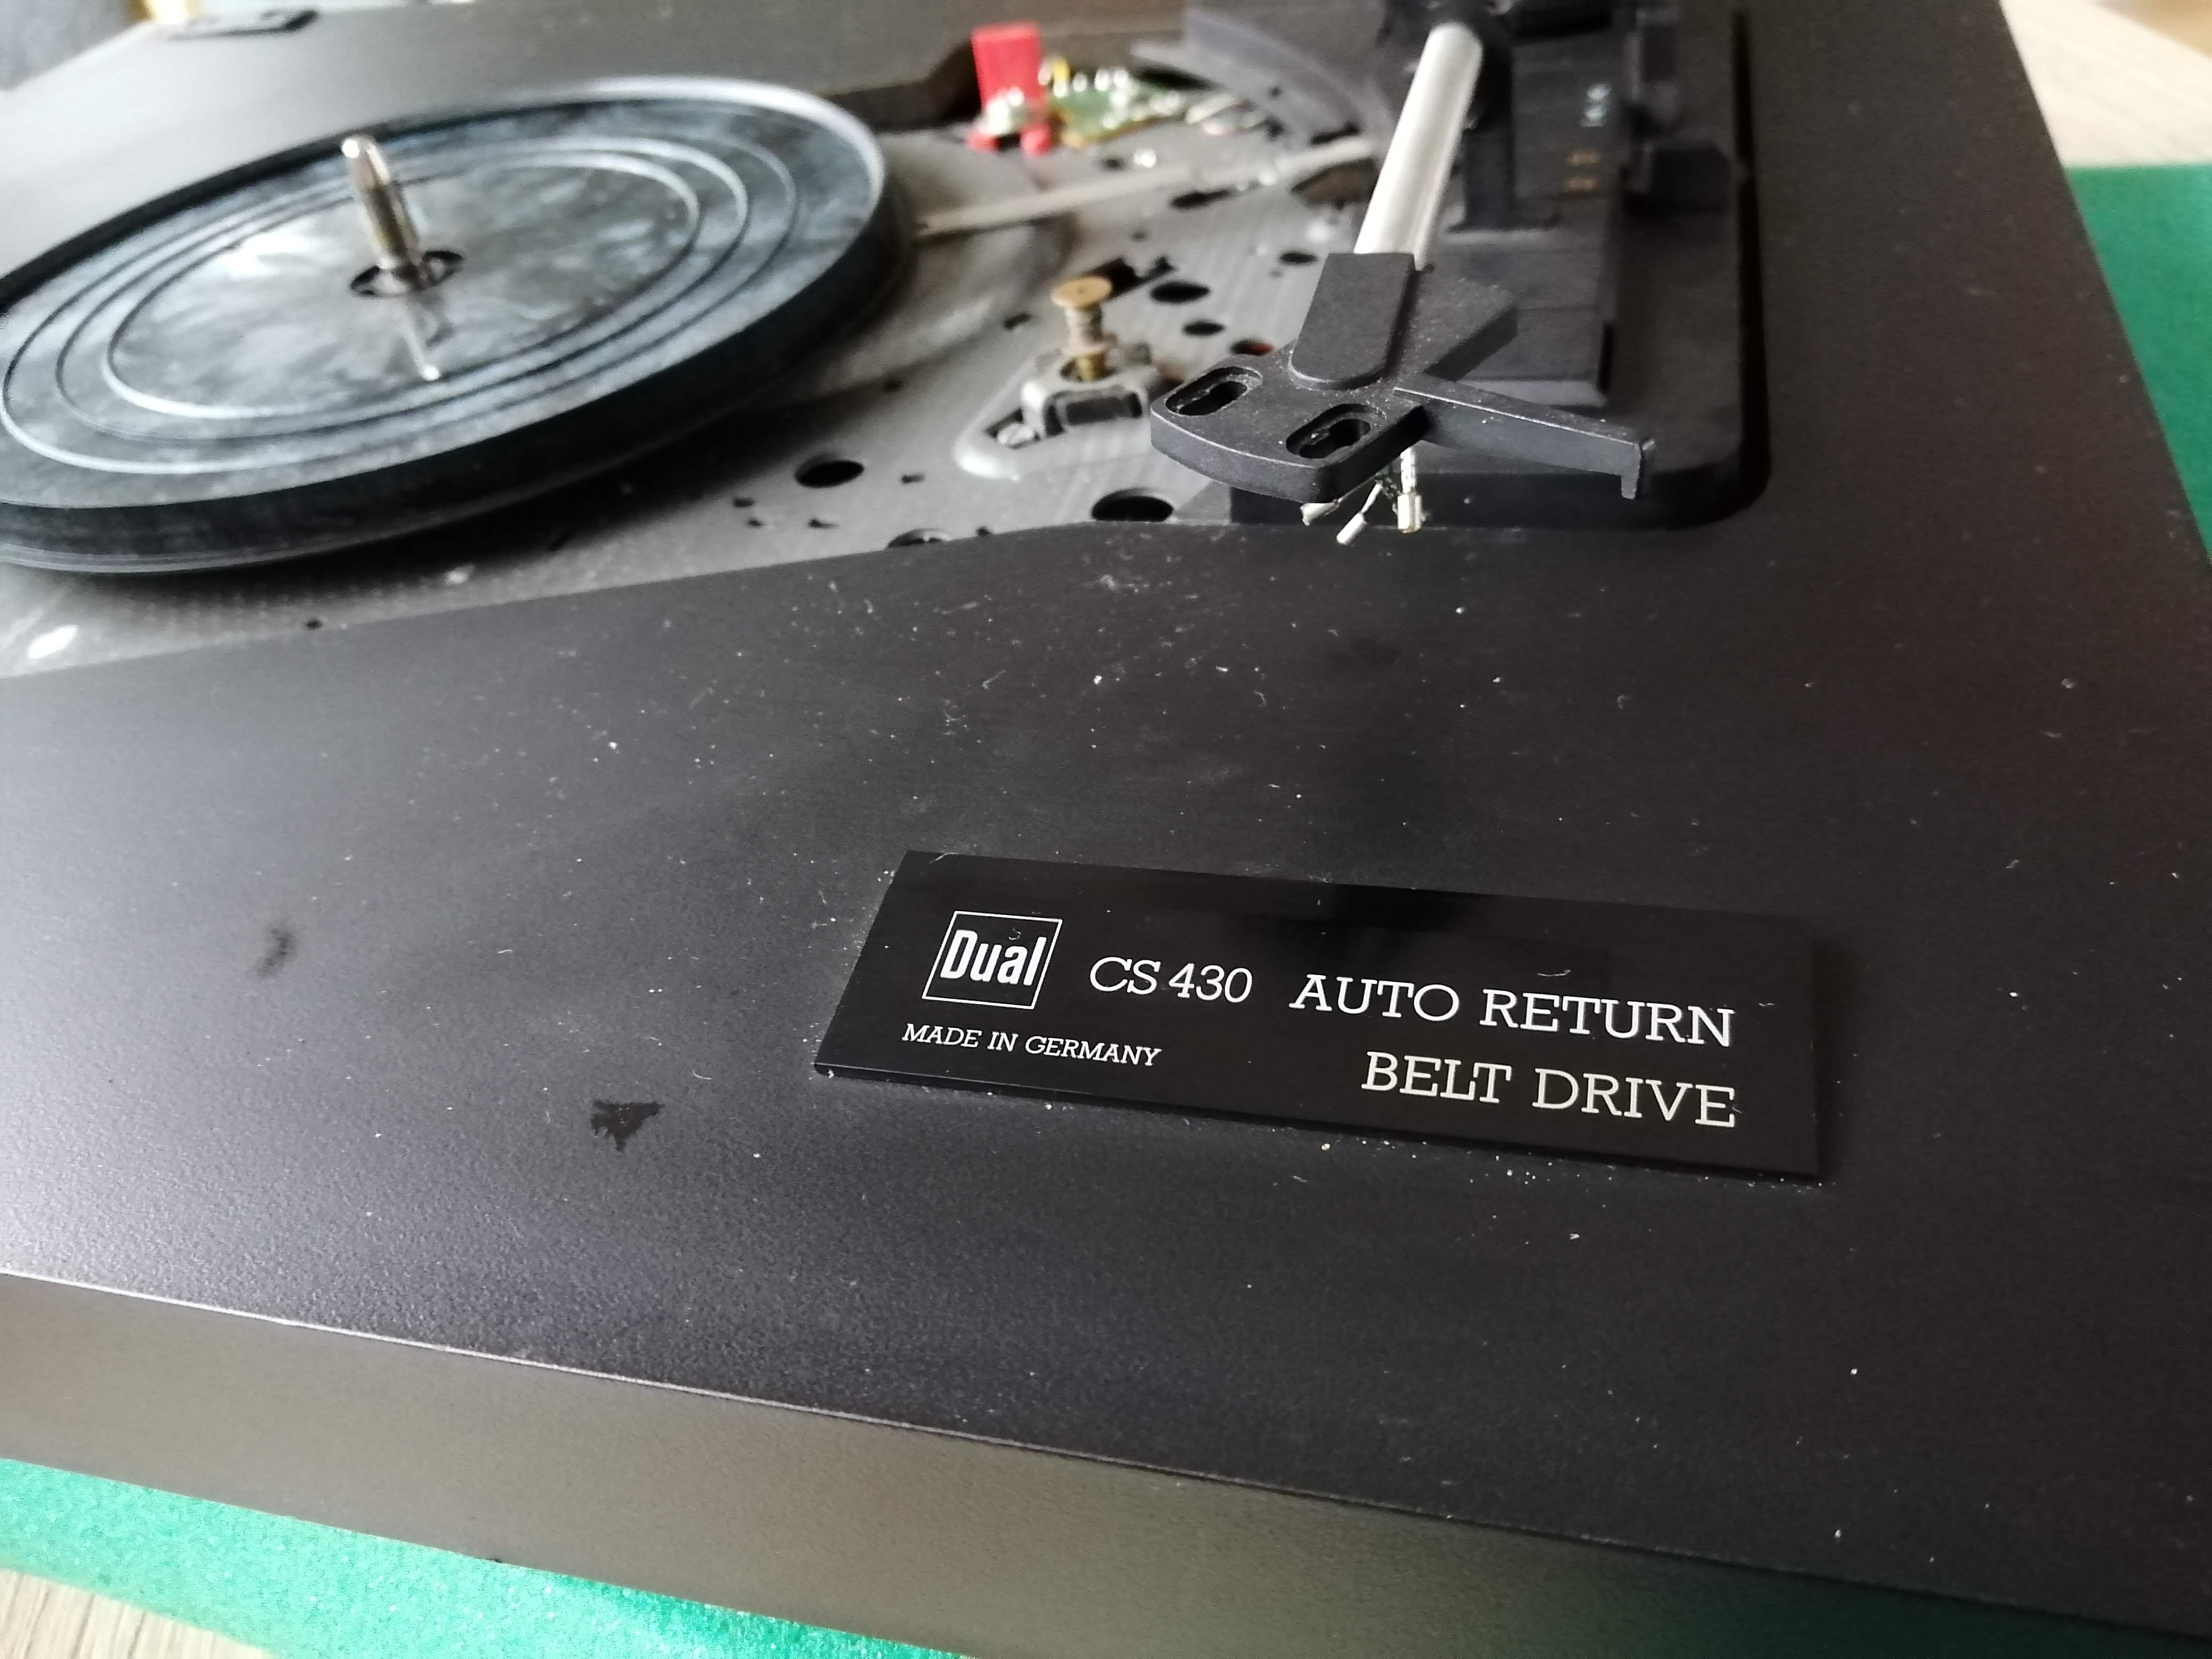 Dual CS 430 AUTO RETURN
MADE IN GERMANY BELT DRIVE